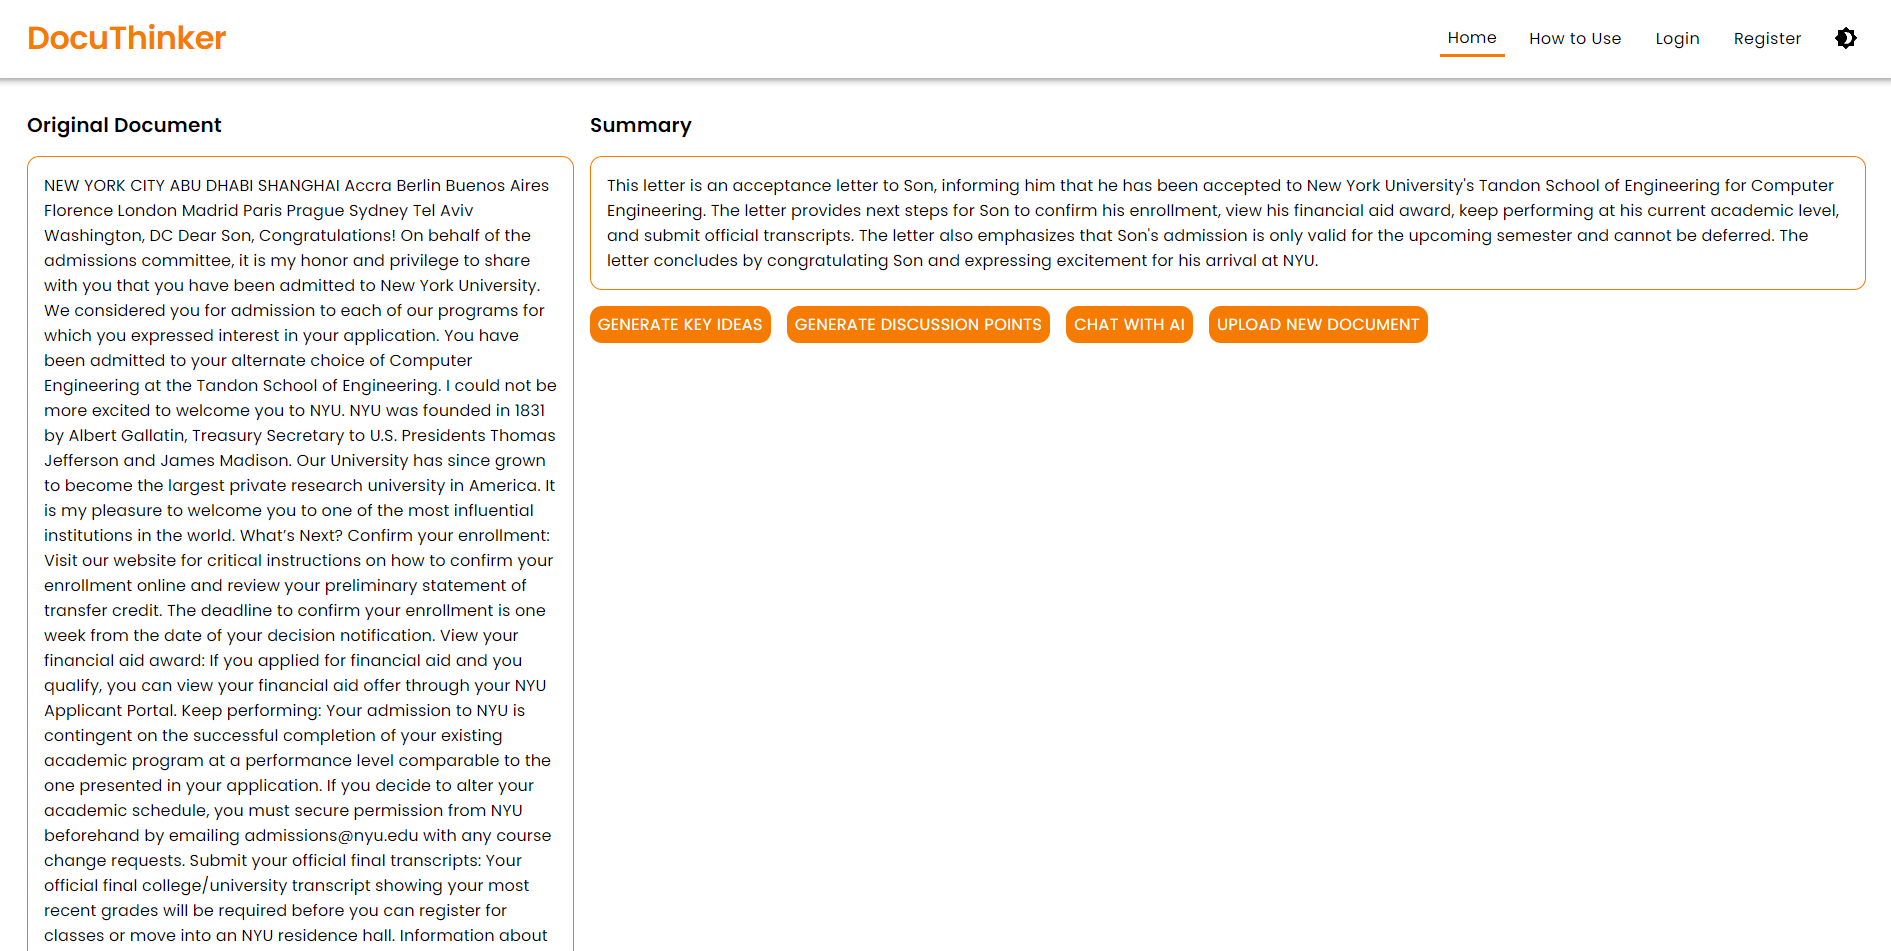 DocuThinker
Home
How to Use
Login
Register
Original Document
NEW YORK CITY ABU DHABI SHANGHAI Accra Berlin Buenos Aires
Florence London Madrid Paris Prague Sydney Tel Aviv
Washington, DC Dear Son, Congratulations! On behalf of the
admissions committee, it is my honor and privilege to share
with you that you have been admitted to New York University.
We considered you for admission to each of our programs for
which you expressed interest in your application. You have
been admitted to your alternate choice of Computer
Engineering at the Tandon School of Engineering. I could not be
more excited to welcome you to NYU. NYU was founded in 1831
by Albert Gallatin, Treasury Secretary to U.S. Presidents Thomas
Jefferson and James Madison. Our University has since grown
to become the largest private research university in America. It
is my pleasure to welcome you to one of the most influential
institutions in the world. What’s Next? Confirm your enrollment:
Visit our website for critical instructions on how to confirm your
enrollment online and review your preliminary statement of
transfer credit. The deadline to confirm your enrollment is one
week from the date of your decision notification. View your
financial aid award: If you applied for financial aid and you
qualify, you can view your financial aid offer through your NYU
Applicant Portal. Keep performing: Your admission to NYU is
contingent on the successful completion of your existing
academic program at a performance level comparable to the
one presented in your application. If you decide to alter your
academic schedule, you must secure permission from NYU
beforehand by emailing admissions@nyu.edu with any course
change requests. Submit your official final transcripts: Your
official final college/university transcript showing your most
recent grades will be required before you can register for
classes or move into an NYU residence hall. Information about
Summary
This letter is an acceptance letter to Son, informing him that he has been accepted to New York University's Tandon School of Engineering for Computer
Engineering. The letter provides next steps for Son to confirm his enrollment, view his financial aid award, keep performing at his current academic level,
and submit official transcripts. The letter also emphasizes that Son's admission is only valid for the upcoming semester and cannot be deferred. The
letter concludes by congratulating Son and expressing excitement for his arrival at NYU.
GENERATE KEY IDEAS
GENERATE DISCUSSION POINTS
CHAT WITH AI
UPLOAD NEW DOCUMENT